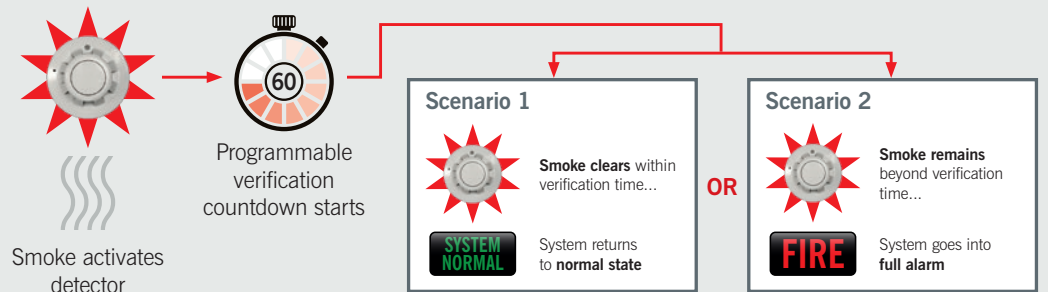 Smoke activates
detector
60
Programmable
verification
countdown starts
Scenario 1
Smoke clears within
verification time...
SYSTEM
NORMAL
System returns
to normal state
OR
Scenario 2
Smoke remains
beyond verification
time...
FIRE
System goes into
full alarm